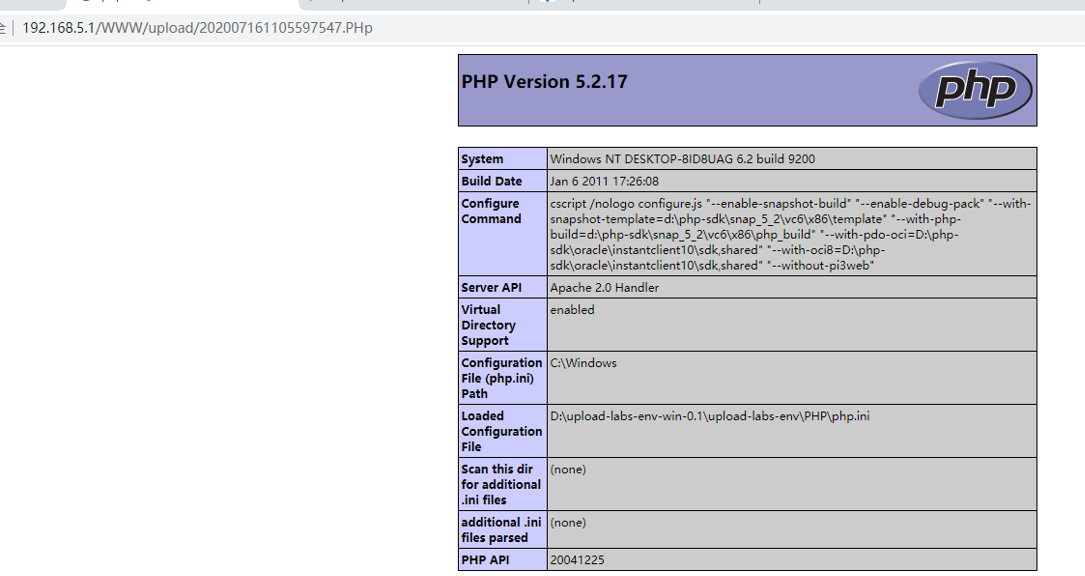 全 | 192.168.5.1/WWW/upload/202007161105597547.PHp
PHP Version 5.2.17
php
System Windows NT DESKTOP-8ID8UAG 6.2 build 9200
Build Date Jan 6 2011 17:26:08
Configure Command cscript /nologo configure.js "--enable-snapshot-build" "--enable-debug-pack" "--with-
snapshot-template=d:\php-sdk\snap_5_2\vc6\x86\template" "--with-php-
build=d:\php-sdk\snap_5_2\vc6\x86\php_build" "--with-pdo-oci=D:\php-
sdk\oracle\instantclient10\sdk,shared" "--with-oci8=D:\php-
sdk\oracle\instantclient10\sdk,shared" "--without-pi3web"
Server API Apache 2.0 Handler
Virtual
Directory
Support enabled
Configuration
File (php.ini)
Path C:\Windows
Loaded
Configuration
File D:\upload-labs-env-win-0.1\upload-labs-env\PHP\php.ini
Scan this dir
for additional
.ini files (none)
additional .ini
files parsed (none)
PHP API 20041225